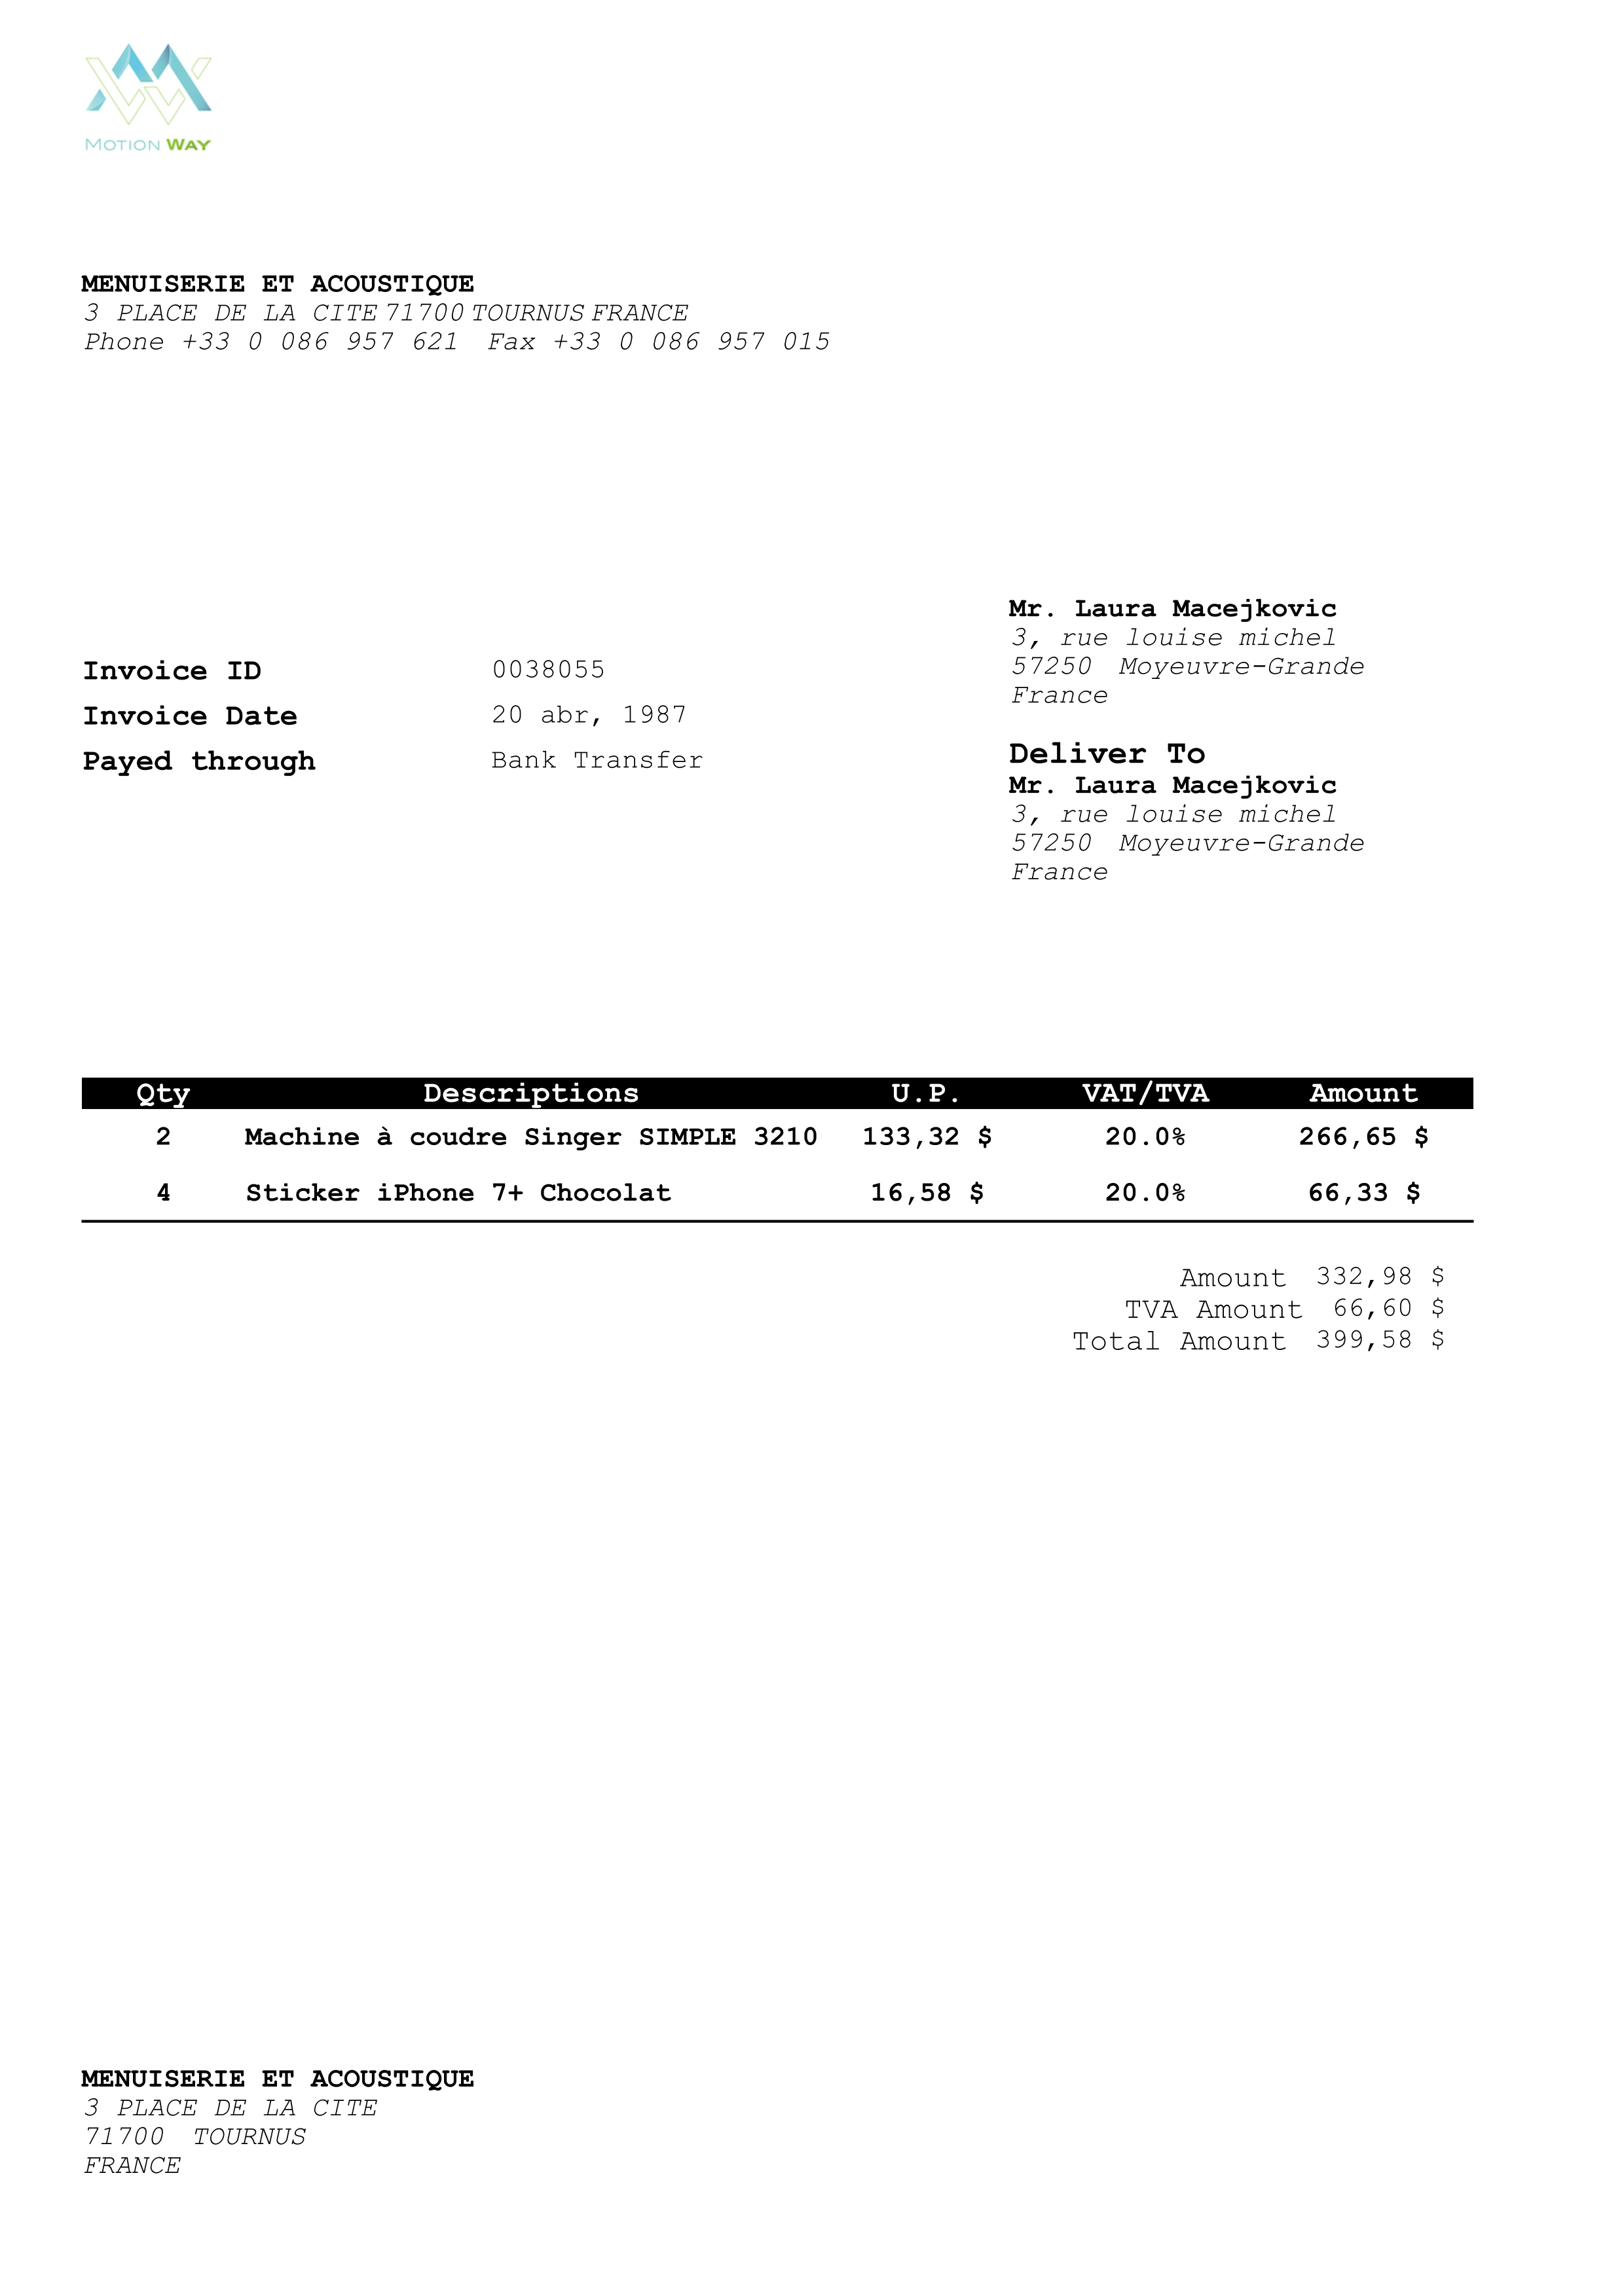 MOTION WAY
MENUISERIE ET ACOUSTIQUE
3 PLACE DE LA CITE 71700 TOURNUS FRANCE
Phone +33 0 086 957 621 Fax +33 0 086 957 015
Mr. Laura Macejkovic
3, rue louise michel
57250 Moyeuvre-Grande
France
Invoice ID 0038055
Invoice Date 20 abr, 1987
Payed through Bank Transfer
Deliver To
Mr. Laura Macejkovic
3, rue louise michel
57250 Moyeuvre-Grande
France
Qty Descriptions U.P. VAT/TVA Amount
2 Machine à coudre Singer SIMPLE 3210 133,32 $ 20.0% 266,65 $
4 Sticker iPhone 7+ Chocolat 16,58 $ 20.0% 66,33 $
Amount 332,98 $
TVA Amount 66,60 $
Total Amount 399,58 $
MENUISERIE ET ACOUSTIQUE
3 PLACE DE LA CITE
71700 TOURNUS
FRANCE